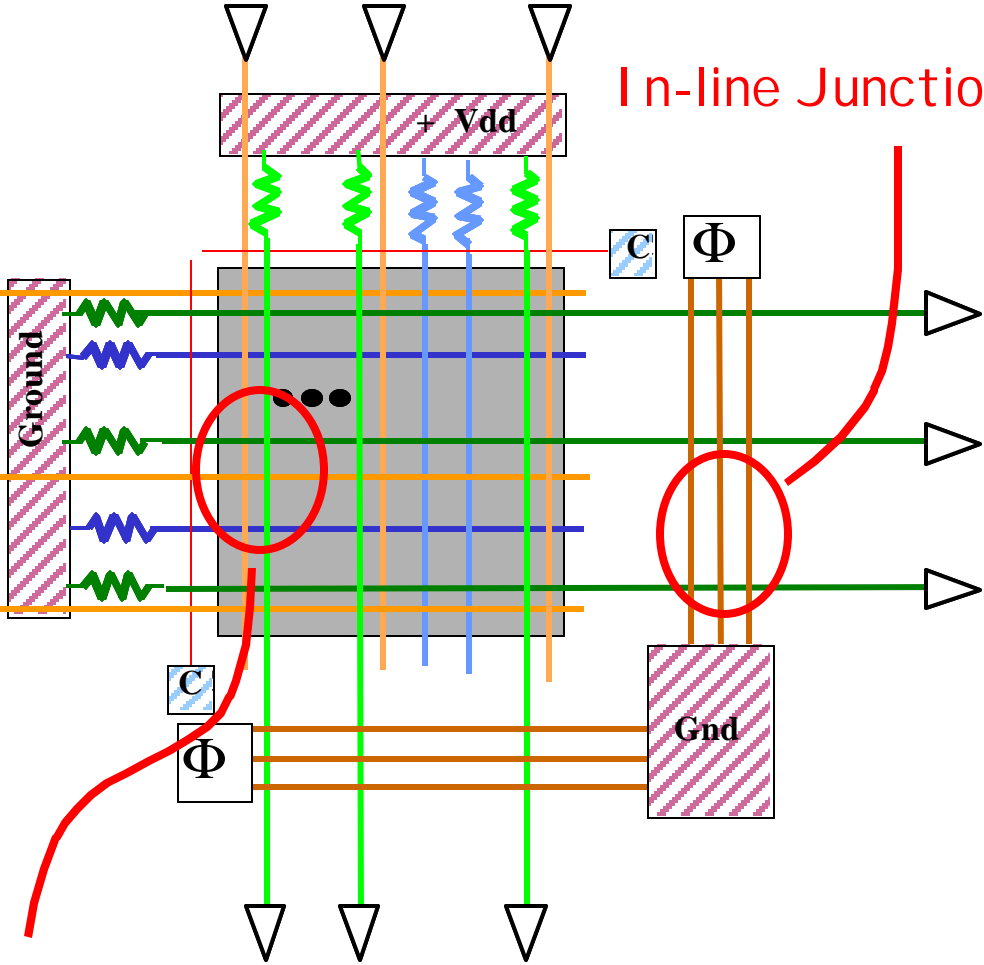 In-line Junctio
+ Vdd
C
Φ
Ground
C
Φ
Gnd